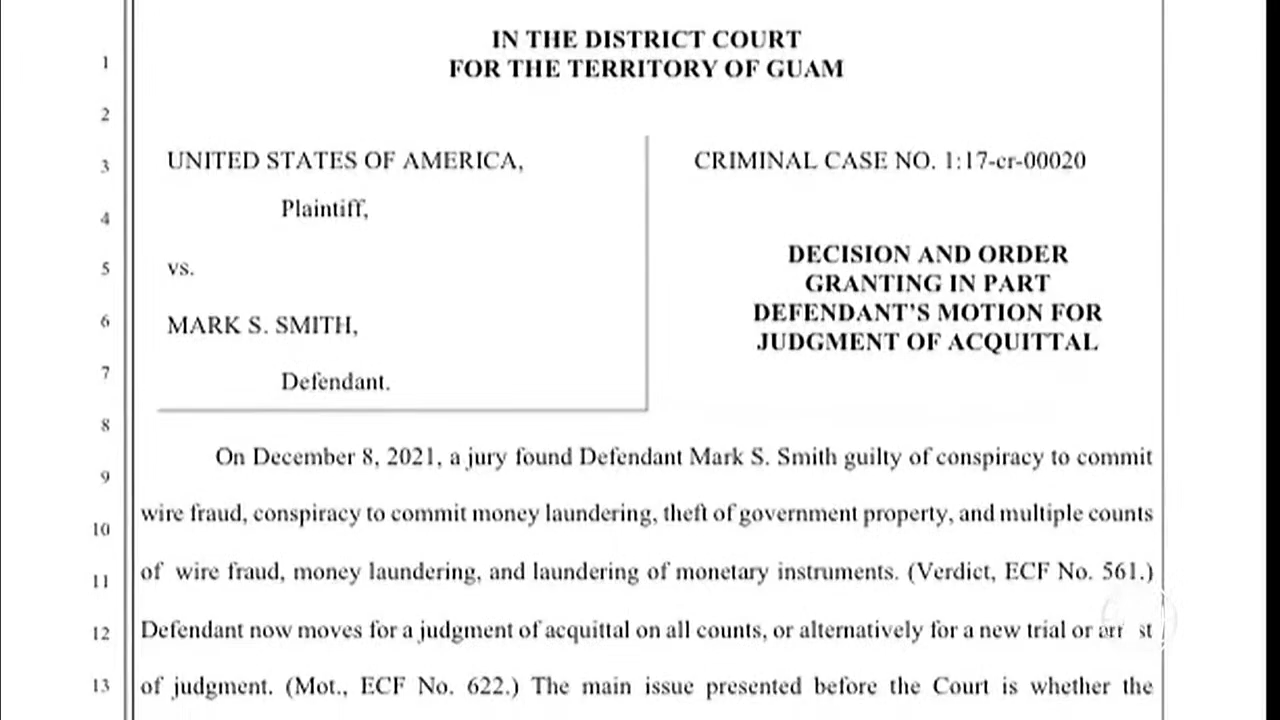 IN THE DISTRICT COURT
FOR THE TERRITORY OF GUAM
1
2
3
4
5
6
7
8
9
10
11
12
13
UNITED STATES OF AMERICA,
Plaintiff,
vs.
MARK S. SMITH,
Defendant.
CRIMINAL CASE NO. 1:17-cr-00020
DECISION AND ORDER
GRANTING IN PART
DEFENDANT'S MOTION FOR
JUDGMENT OF ACQUITTAL
On December 8, 2021, a jury found Defendant Mark S. Smith guilty of conspiracy to commit
wire fraud, conspiracy to commit money laundering, theft of government property, and multiple counts
of wire fraud, money laundering, and laundering of monetary instruments. (Verdict, ECF No. 561.)
Defendant now moves for a judgment of acquittal on all counts, or alternatively for a new trial or
of judgment. (Mot., ECF No. 622.) The main issue presented before the Court is whether the